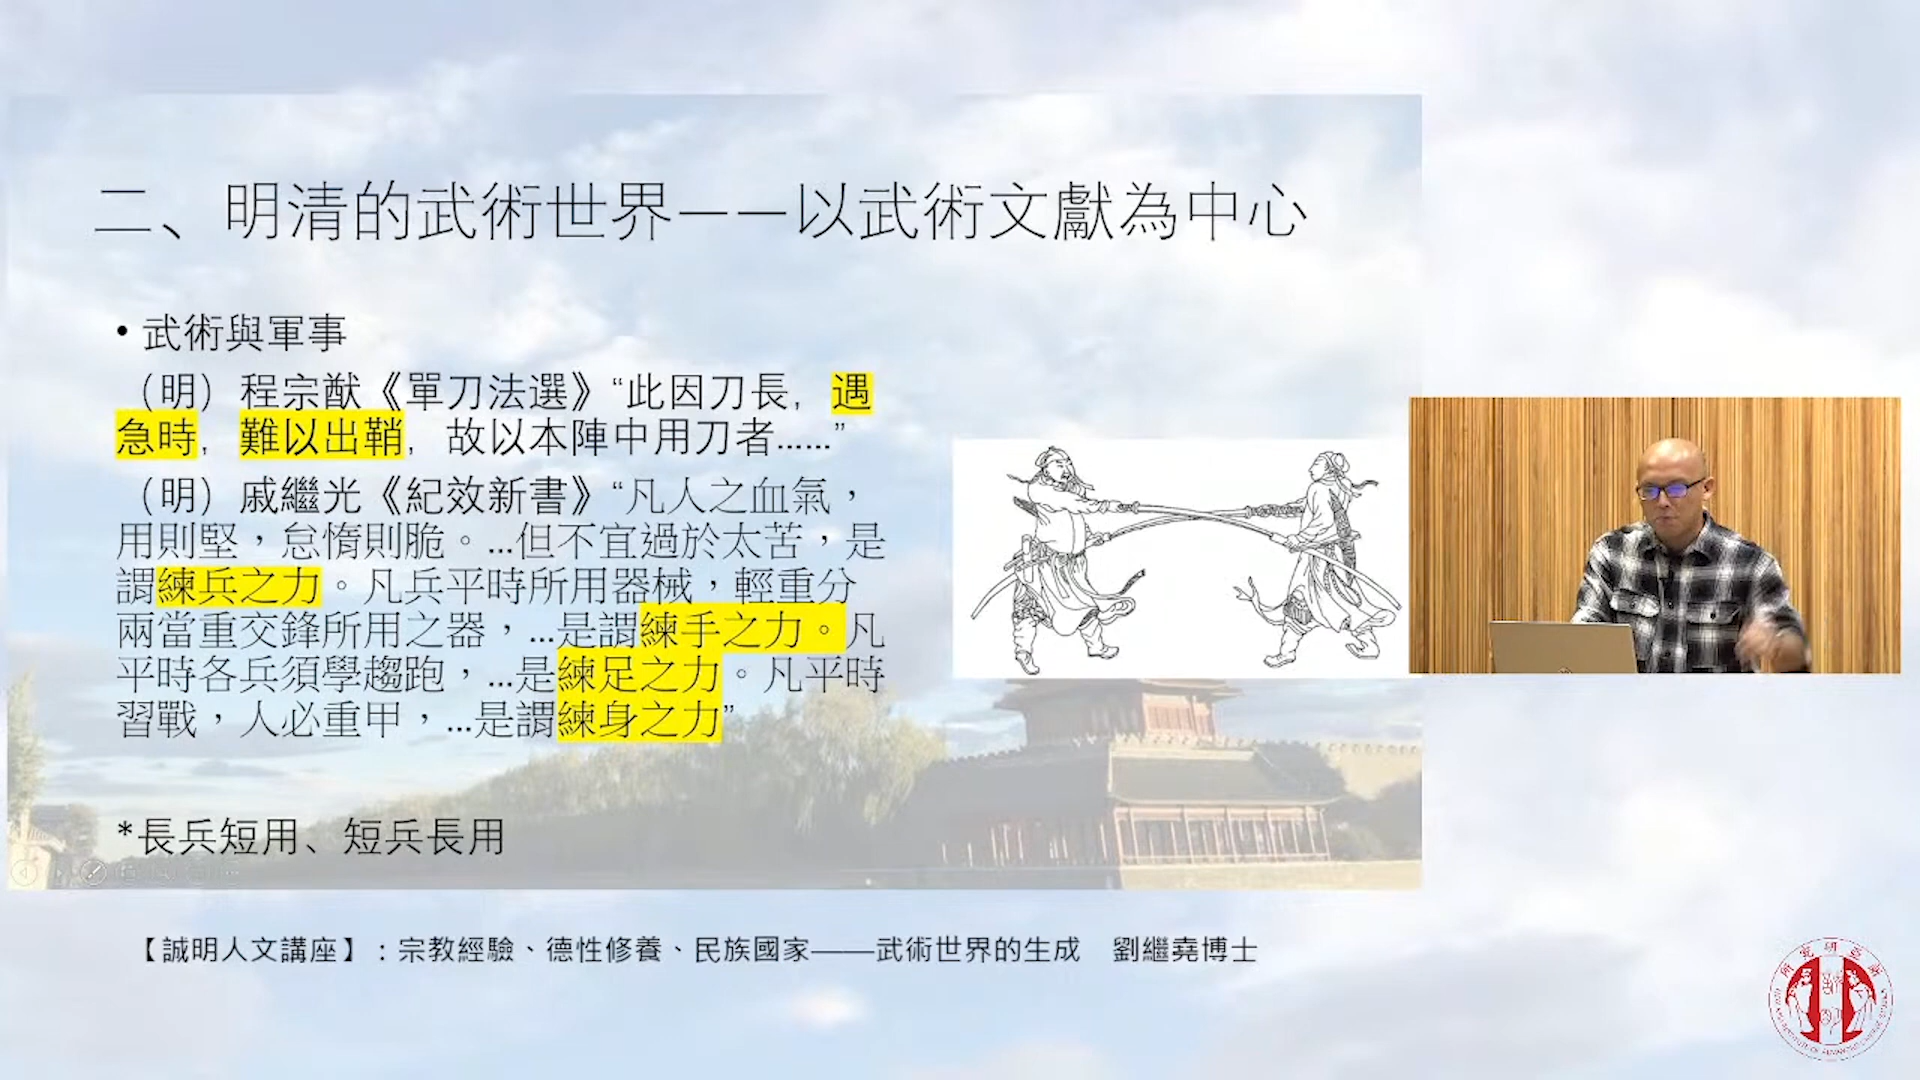 二、明清的武術世界——以武術文獻為中心
• 武術與軍事
（明）程宗猷《單刀法選》“此因刀長，遇
急時，難以出鞘，故以本陣中用刀者……”
（明）戚繼光《紀效新書》“凡人之血氣，
用則堅，怠惰則脆。…但不宜過於太苦，是
謂練兵之力。凡兵平時所用器械，輕重分
兩當重交鋒所用之器，…是謂練手之力。凡
平時各兵須學趨跑，…是練足之力。凡平時
習戰，人必重甲，…是謂練身之力”
*長兵短用、短兵長用
【誠明人文講座】：宗教經驗、德性修養、民族國家——武術世界的生成　劉繼堯博士